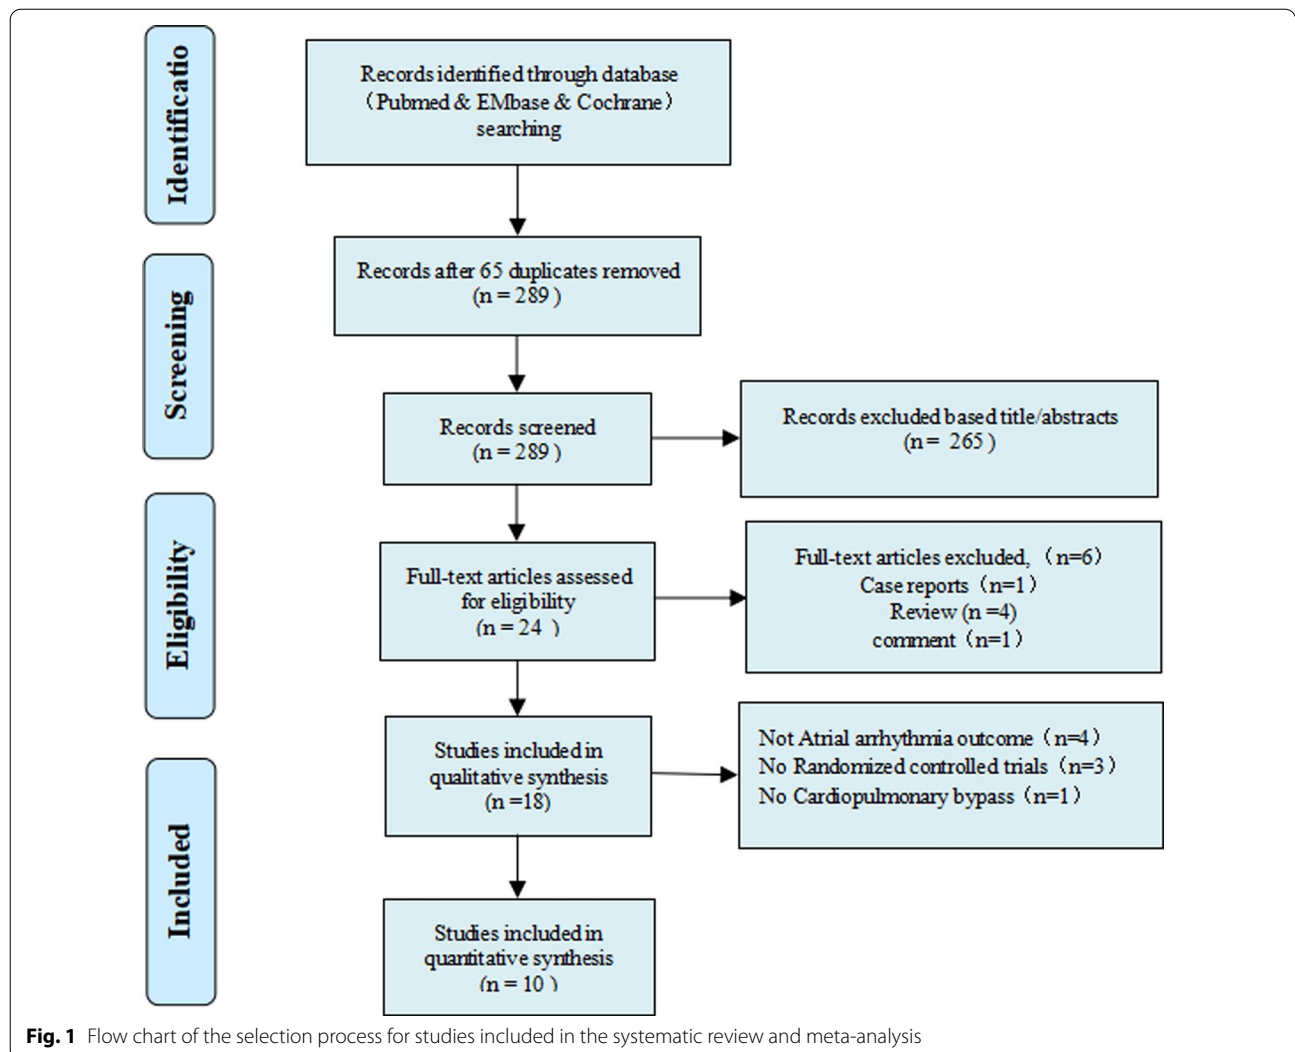 Identificatio
Records identified through database
（Pubmed & EMbase & Cochrane）
searching
Screening
Records after 65 duplicates removed
(n = 289 )
Records screened
(n = 289 )
Records excluded based title/abstracts
(n = 265 )
Eligibility
Full-text articles assessed
for eligibility
(n = 24 )
Full-text articles excluded,（n=6)
Case reports（n=1）
Review (n =4)
comment（n=1）
Studies included in
qualitative synthesis
(n =18)
Not Atrial arrhythmia outcome（n=4）
No Randomized controlled trials（n=3）
No Cardiopulmonary bypass（n=1）
Included
Studies included in
quantitative synthesis
(n = 10 )
Fig. 1 Flow chart of the selection process for studies included in the systematic review and meta-analysis